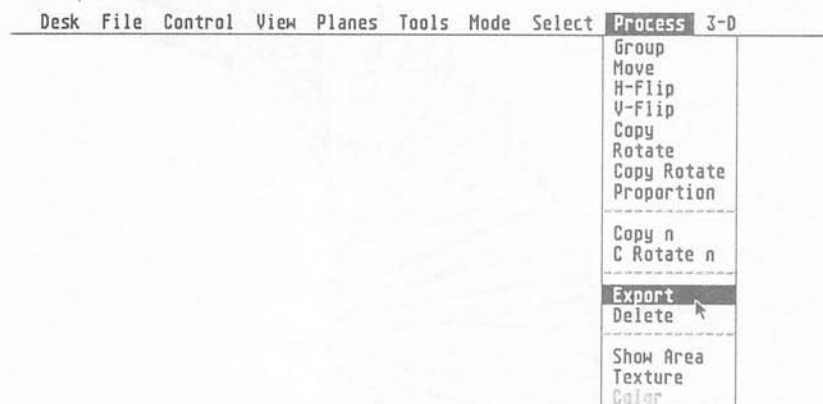 Desk File Control View Planes Tools Mode Select Process 3-D
Group
Move
H-Flip
V-Flip
Copy
Rotate
Copy Rotate
Proportion
Copy n
C Rotate n
Export
Delete
Show Area
Texture
Color